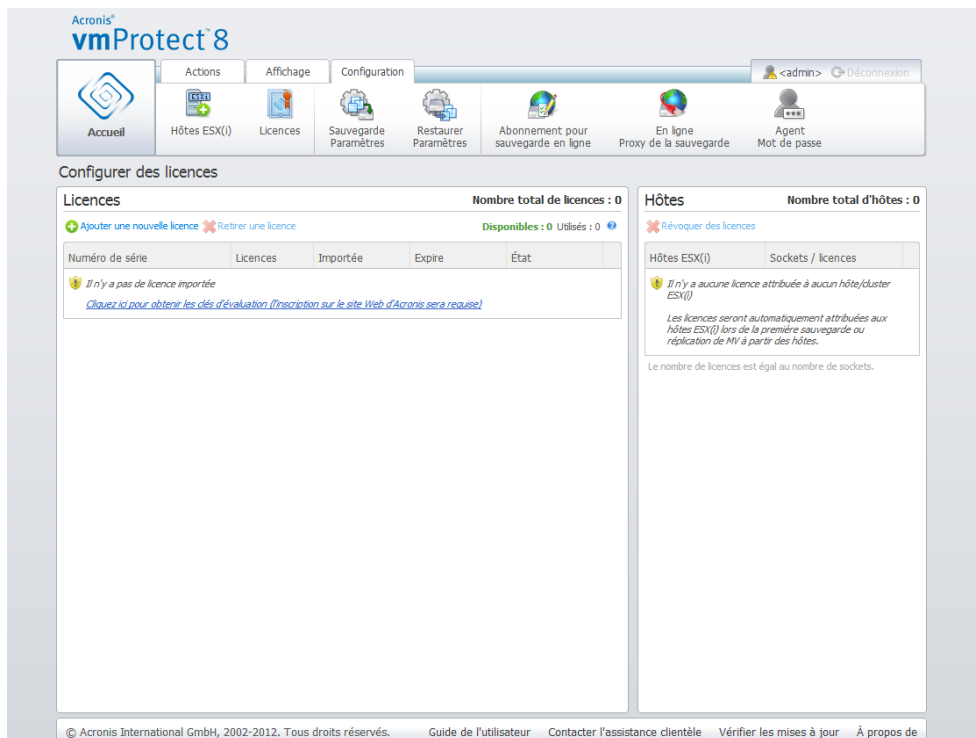 Acronis®
vmProtect™8
Actions Affichage Configuration
<admin> Déconnexion
Accueil
Hôtes ESX(i)
Licences
Sauvegarde
Paramètres
Restaurer
Paramètres
Abonnement pour
sauvegarde en ligne
En ligne
Proxy de la sauvegarde
Agent
Mot de passe
Configurer des licences
Licences
Nombre total de licences : 0
Ajouter une nouvelle licence Retirer une licence
Disponibles : 0 Utilisés : 0
Numéro de série Licences Importée Expire État
Il n'y a pas de licence importée
Cliquez ici pour obtenir les clés d'évaluation (l'inscription sur le site Web d'Acronis sera requise)
Hôtes
Nombre total d'hôtes : 0
Révoquer des licences
Hôtes ESX(i) Sockets / licences
Il n'y a aucune licence attribuée à aucun hôte/cluster
ESX(i)
Les licences seront automatiquement attribuées aux
hôtes ESX(i) lors de la première sauvegarde ou
réplication de MV à partir des hôtes.
Le nombre de licences est égal au nombre de sockets.
© Acronis International GmbH, 2002-2012. Tous droits réservés.
Guide de l'utilisateur Contacter l'assistance clientèle Vérifier les mises à jour À propos de